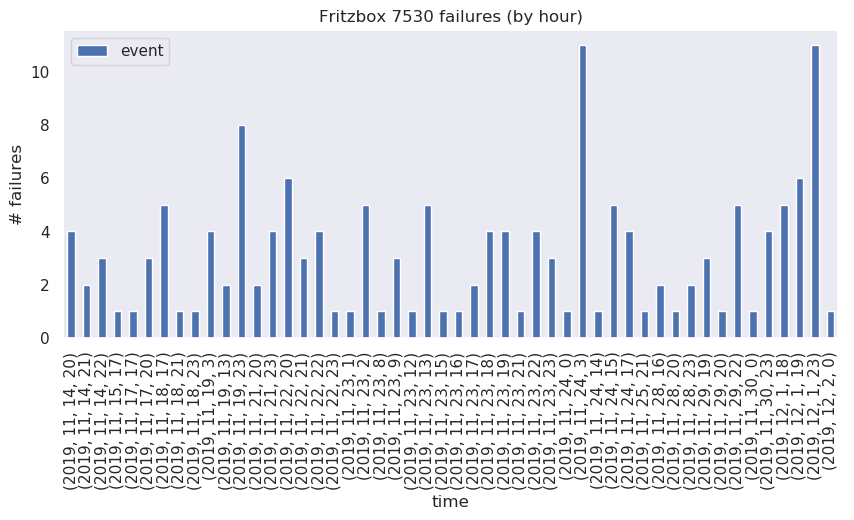 Fritzbox 7530 failures (by hour)
event
# failures
10
8
6
4
2
0
(2019, 11, 14, 20)
(2019, 11, 14, 21)
(2019, 11, 14, 22)
(2019, 11, 15, 17)
(2019, 11, 17, 17)
(2019, 11, 17, 20)
(2019, 11, 18, 17)
(2019, 11, 18, 21)
(2019, 11, 18, 23)
(2019, 11, 19, 3)
(2019, 11, 19, 13)
(2019, 11, 19, 23)
(2019, 11, 21, 20)
(2019, 11, 21, 23)
(2019, 11, 22, 20)
(2019, 11, 22, 21)
(2019, 11, 22, 22)
(2019, 11, 22, 23)
(2019, 11, 23, 1)
(2019, 11, 23, 2)
(2019, 11, 23, 8)
(2019, 11, 23, 9)
(2019, 11, 23, 12)
(2019, 11, 23, 13)
(2019, 11, 23, 15)
(2019, 11, 23, 16)
(2019, 11, 23, 17)
(2019, 11, 23, 18)
(2019, 11, 23, 19)
(2019, 11, 23, 21)
(2019, 11, 23, 22)
(2019, 11, 23, 23)
(2019, 11, 24, 0)
(2019, 11, 24, 3)
(2019, 11, 24, 14)
(2019, 11, 24, 15)
(2019, 11, 24, 17)
(2019, 11, 25, 21)
(2019, 11, 28, 16)
(2019, 11, 28, 20)
(2019, 11, 28, 23)
(2019, 11, 29, 19)
(2019, 11, 29, 20)
(2019, 11, 29, 22)
(2019, 11, 30, 0)
(2019, 11, 30, 23)
(2019, 12, 1, 18)
(2019, 12, 1, 19)
(2019, 12, 1, 23)
(2019, 12, 2, 0)
time